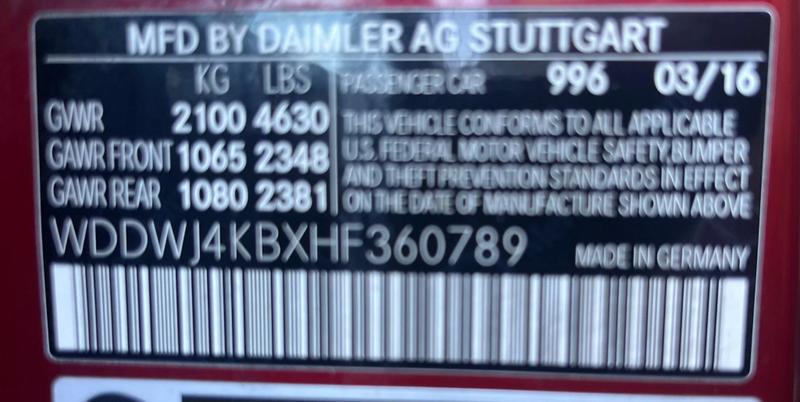 MFD BY DAIMLER AG STUTTGART
KG LBS
GVWR 2100 4630
GAWR FRONT 1065 2348
GAWR REAR 1080 2381
PASSENGER CAR 996 03/16
THIS VEHICLE CONFORMS TO ALL APPLICABLE
U.S. FEDERAL MOTOR VEHICLE SAFETY, BUMPER
AND THEFT PREVENTION STANDARDS IN EFFECT
ON THE DATE OF MANUFACTURE SHOWN ABOVE
WDDWJ4KBXHF360789
MADE IN GERMANY